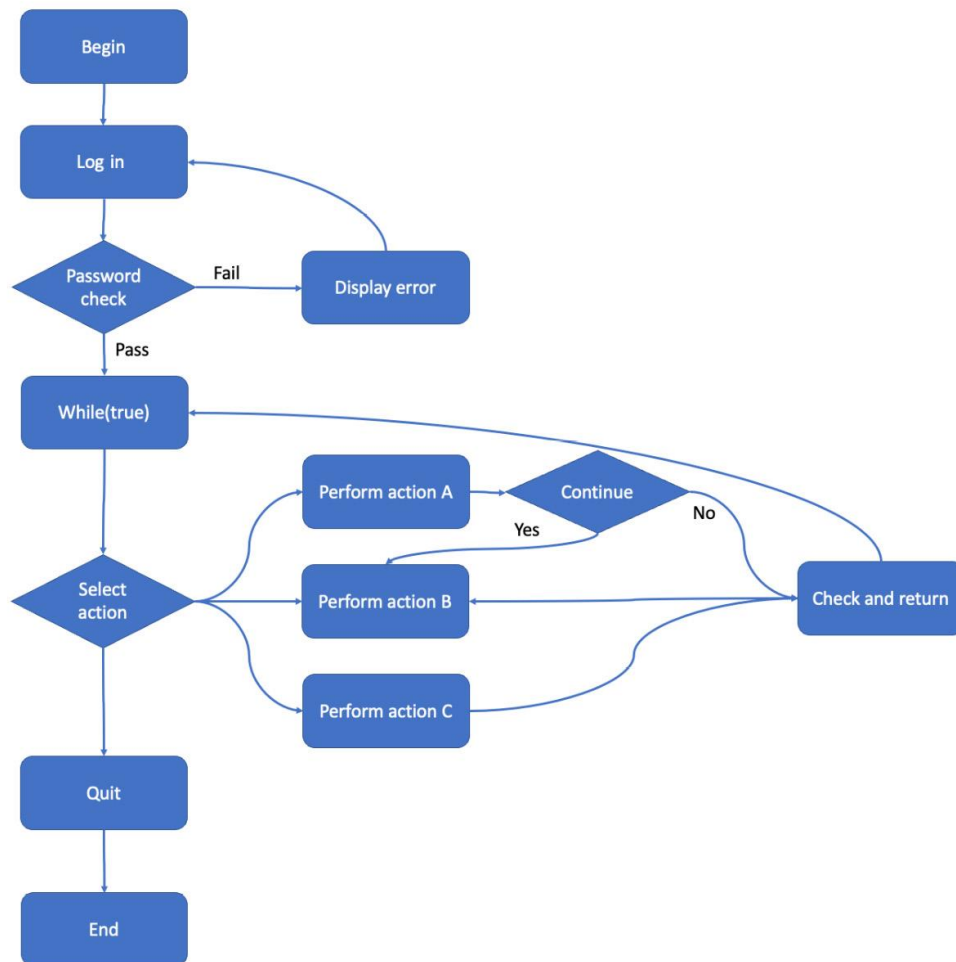 Begin
Log in
Password
check
Fail
Display error
Pass
While(true)
Perform action A
Continue
Yes
No
Select
action
Perform action B
Check and return
Perform action C
Quit
End